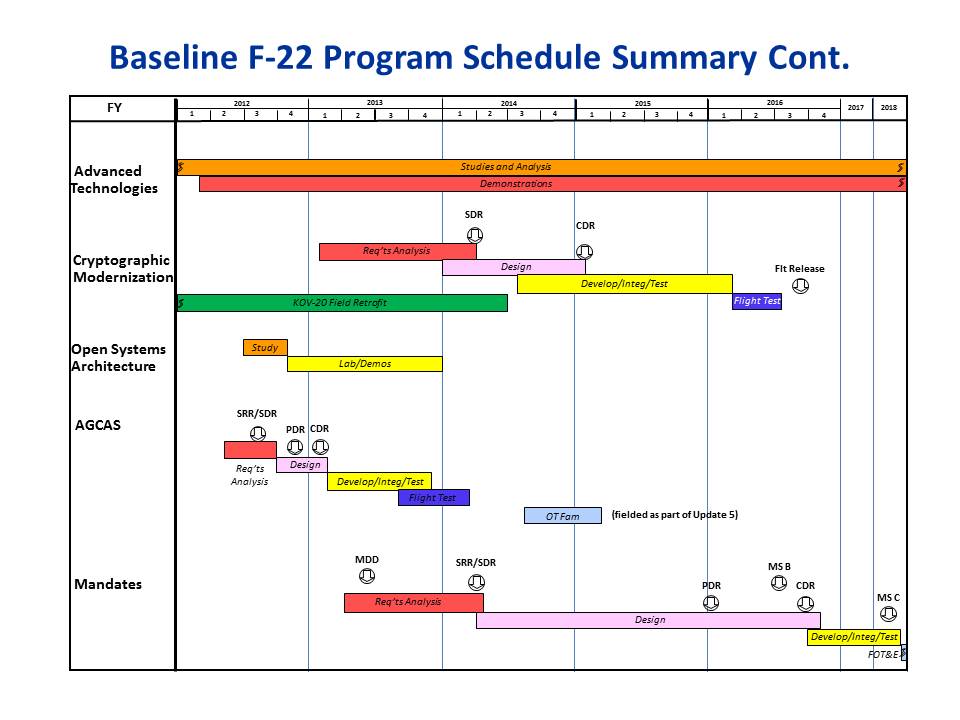 Baseline F-22 Program Schedule Summary Cont.
FY
2012 2013 2014 2015 2016 2017 2018
1 2 3 4 1 2 3 4 1 2 3 4 1 2 3 4 1 2 3 4
Advanced
Technologies
$ Studies and Analysis $
Demonstrations $
Cryptographic
Modernization
SDR
CDR
Req'ts Analysis
Design
Flt Release
Develop/Integ/Test
Flight Test
$ KOV-20 Field Retrofit
Open Systems
Architecture
Study
Lab/Demos
AGCAS
SRR/SDR
PDR CDR
Req'ts
Analysis
Design
Develop/Integ/Test
Flight Test
OT Fam
(fielded as part of Update 5)
Mandates
MDD
SRR/SDR
MS B
PDR
CDR
MS C
Req'ts Analysis
Design
Develop/Integ/Test
FOT&E $